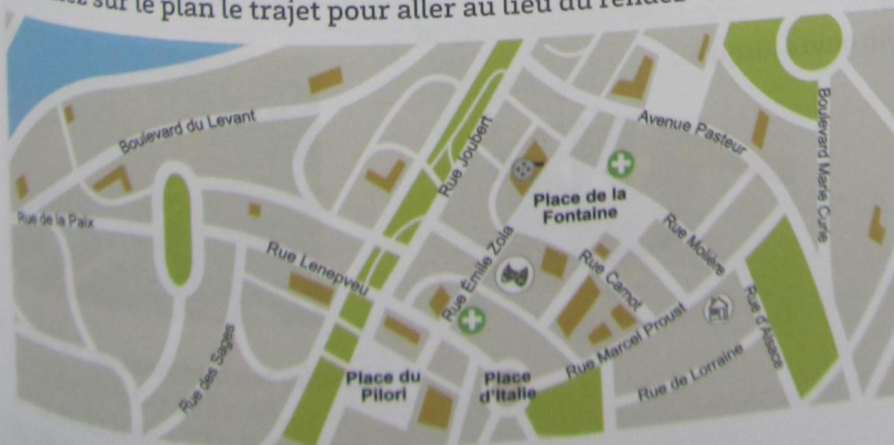 sur le plan le trajet pour aller au lieu du
Boulevard du Levant
Avenue Pasteur
Boulevard Marie Curie
Rue Joubert
Place de la
Fontaine
Rue de la Paix
Rue Molière
Rue Lenepveu
Rue Émile Zola
Rue Carnot
Rue d'Alsace
Rue Marcel Proust
Rue des Sages
Rue de Lorraine
Place du
Pilori
Place
d'Italie